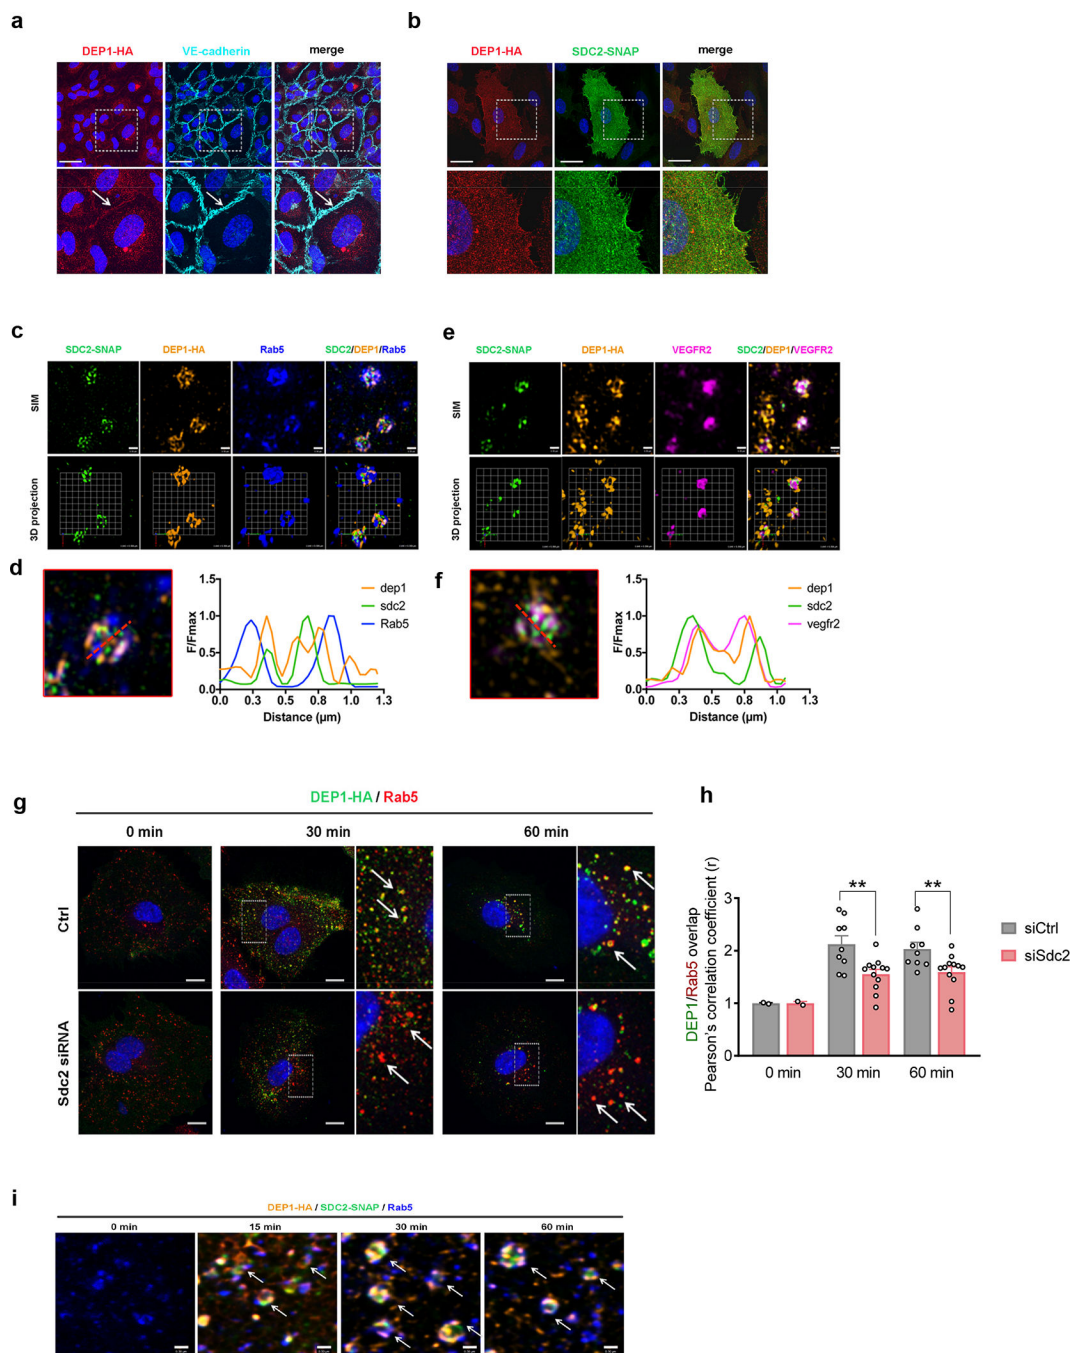 a
DEP1-HA
VE-cadherin
merge
b
DEP1-HA
SDC2-SNAP
merge
c
SDC2-SNAP
DEP1-HA
Rab5
SDC2/DEP1/Rab5
SIM
3D projection
e
SDC2-SNAP
DEP1-HA
VEGFR2
SDC2/DEP1/VEGFR2
SIM
3D projection
d
F/Fmax
1.5
1.0
0.5
0.0
0.0
0.3
0.5
0.8
1.0
1.3
Distance (µm)
dep1
sdc2
Rab5
f
F/Fmax
1.5
1.0
0.5
0.0
0.0
0.3
0.5
0.8
1.0
1.3
Distance (µm)
dep1
sdc2
vegfr2
g
DEP1-HA / Rab5
0 min
30 min
60 min
Ctrl
Sdc2 siRNA
h
DEP1/Rab5 overlap
Pearson's correlation coefficient (r)
3
2
1
0
**
**
0 min
30 min
60 min
siCtrl
siSdc2
i
DEP1-HA / SDC2-SNAP / Rab5
0 min
15 min
30 min
60 min